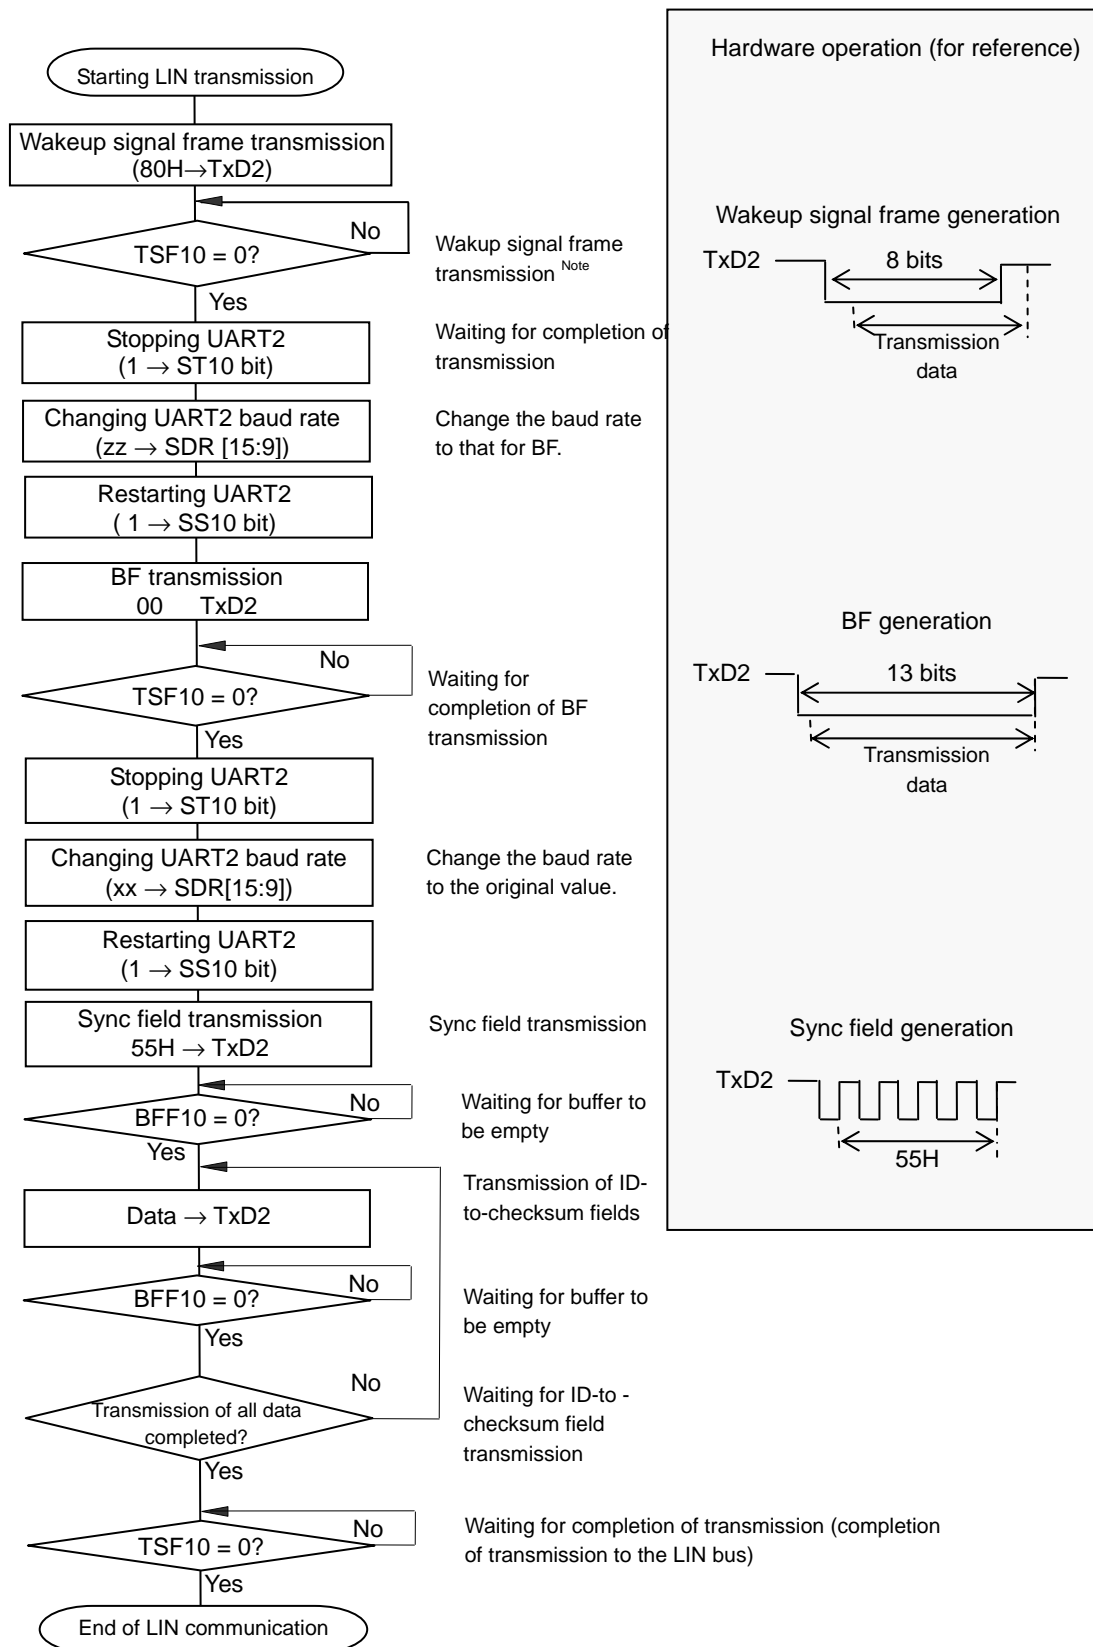 Starting LIN transmission
Wakeup signal frame transmission
(80H→TxD2)
No
TSF10 = 0?
Wakup signal frame
transmission Note
Yes
Stopping UART2
(1 → ST10 bit)
Waiting for completion of
transmission
Changing UART2 baud rate
(zz → SDR [15:9])
Change the baud rate
to that for BF.
Restarting UART2
( 1 → SS10 bit)
BF transmission
00 TxD2
No
TSF10 = 0?
Waiting for
completion of BF
transmission
Yes
Stopping UART2
(1 → ST10 bit)
Changing UART2 baud rate
(xx → SDR[15:9])
Change the baud rate
to the original value.
Restarting UART2
(1 → SS10 bit)
Sync field transmission
55H → TxD2
Sync field transmission
No
BFF10 = 0?
Waiting for buffer to
be empty
Yes
Transmission of ID-
to-checksum fields
Data → TxD2
No
BFF10 = 0?
Waiting for buffer to
be empty
Yes
No
Transmission of all data
completed?
Waiting for ID-to -
checksum field
transmission
Yes
No
TSF10 = 0?
Waiting for completion of transmission (completion
of transmission to the LIN bus)
Yes
End of LIN communication
Hardware operation (for reference)
Wakeup signal frame generation
TxD2
8 bits
Transmission
data
BF generation
TxD2
13 bits
Transmission
data
Sync field generation
TxD2
55H